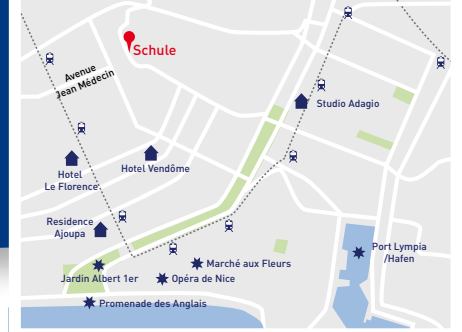 Schule
Avenue
Jean Médecin
Studio Adagio
Hotel
Le Florence
Hotel Vendôme
Residence
Ajoupa
Port Lympia
/Hafen
Marché aux Fleurs
Jardin Albert 1er
Opéra de Nice
Promenade des Anglais